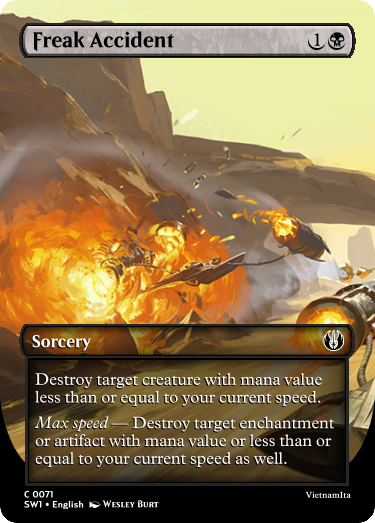 Freak Accident 1
Sorcery
Destroy target creature with mana value
less than or equal to your current speed.
Max speed — Destroy target enchantment
or artifact with mana value or less than or
equal to your current speed as well.
C 0071
SW1 • English Wesley Burt
VietnamIta